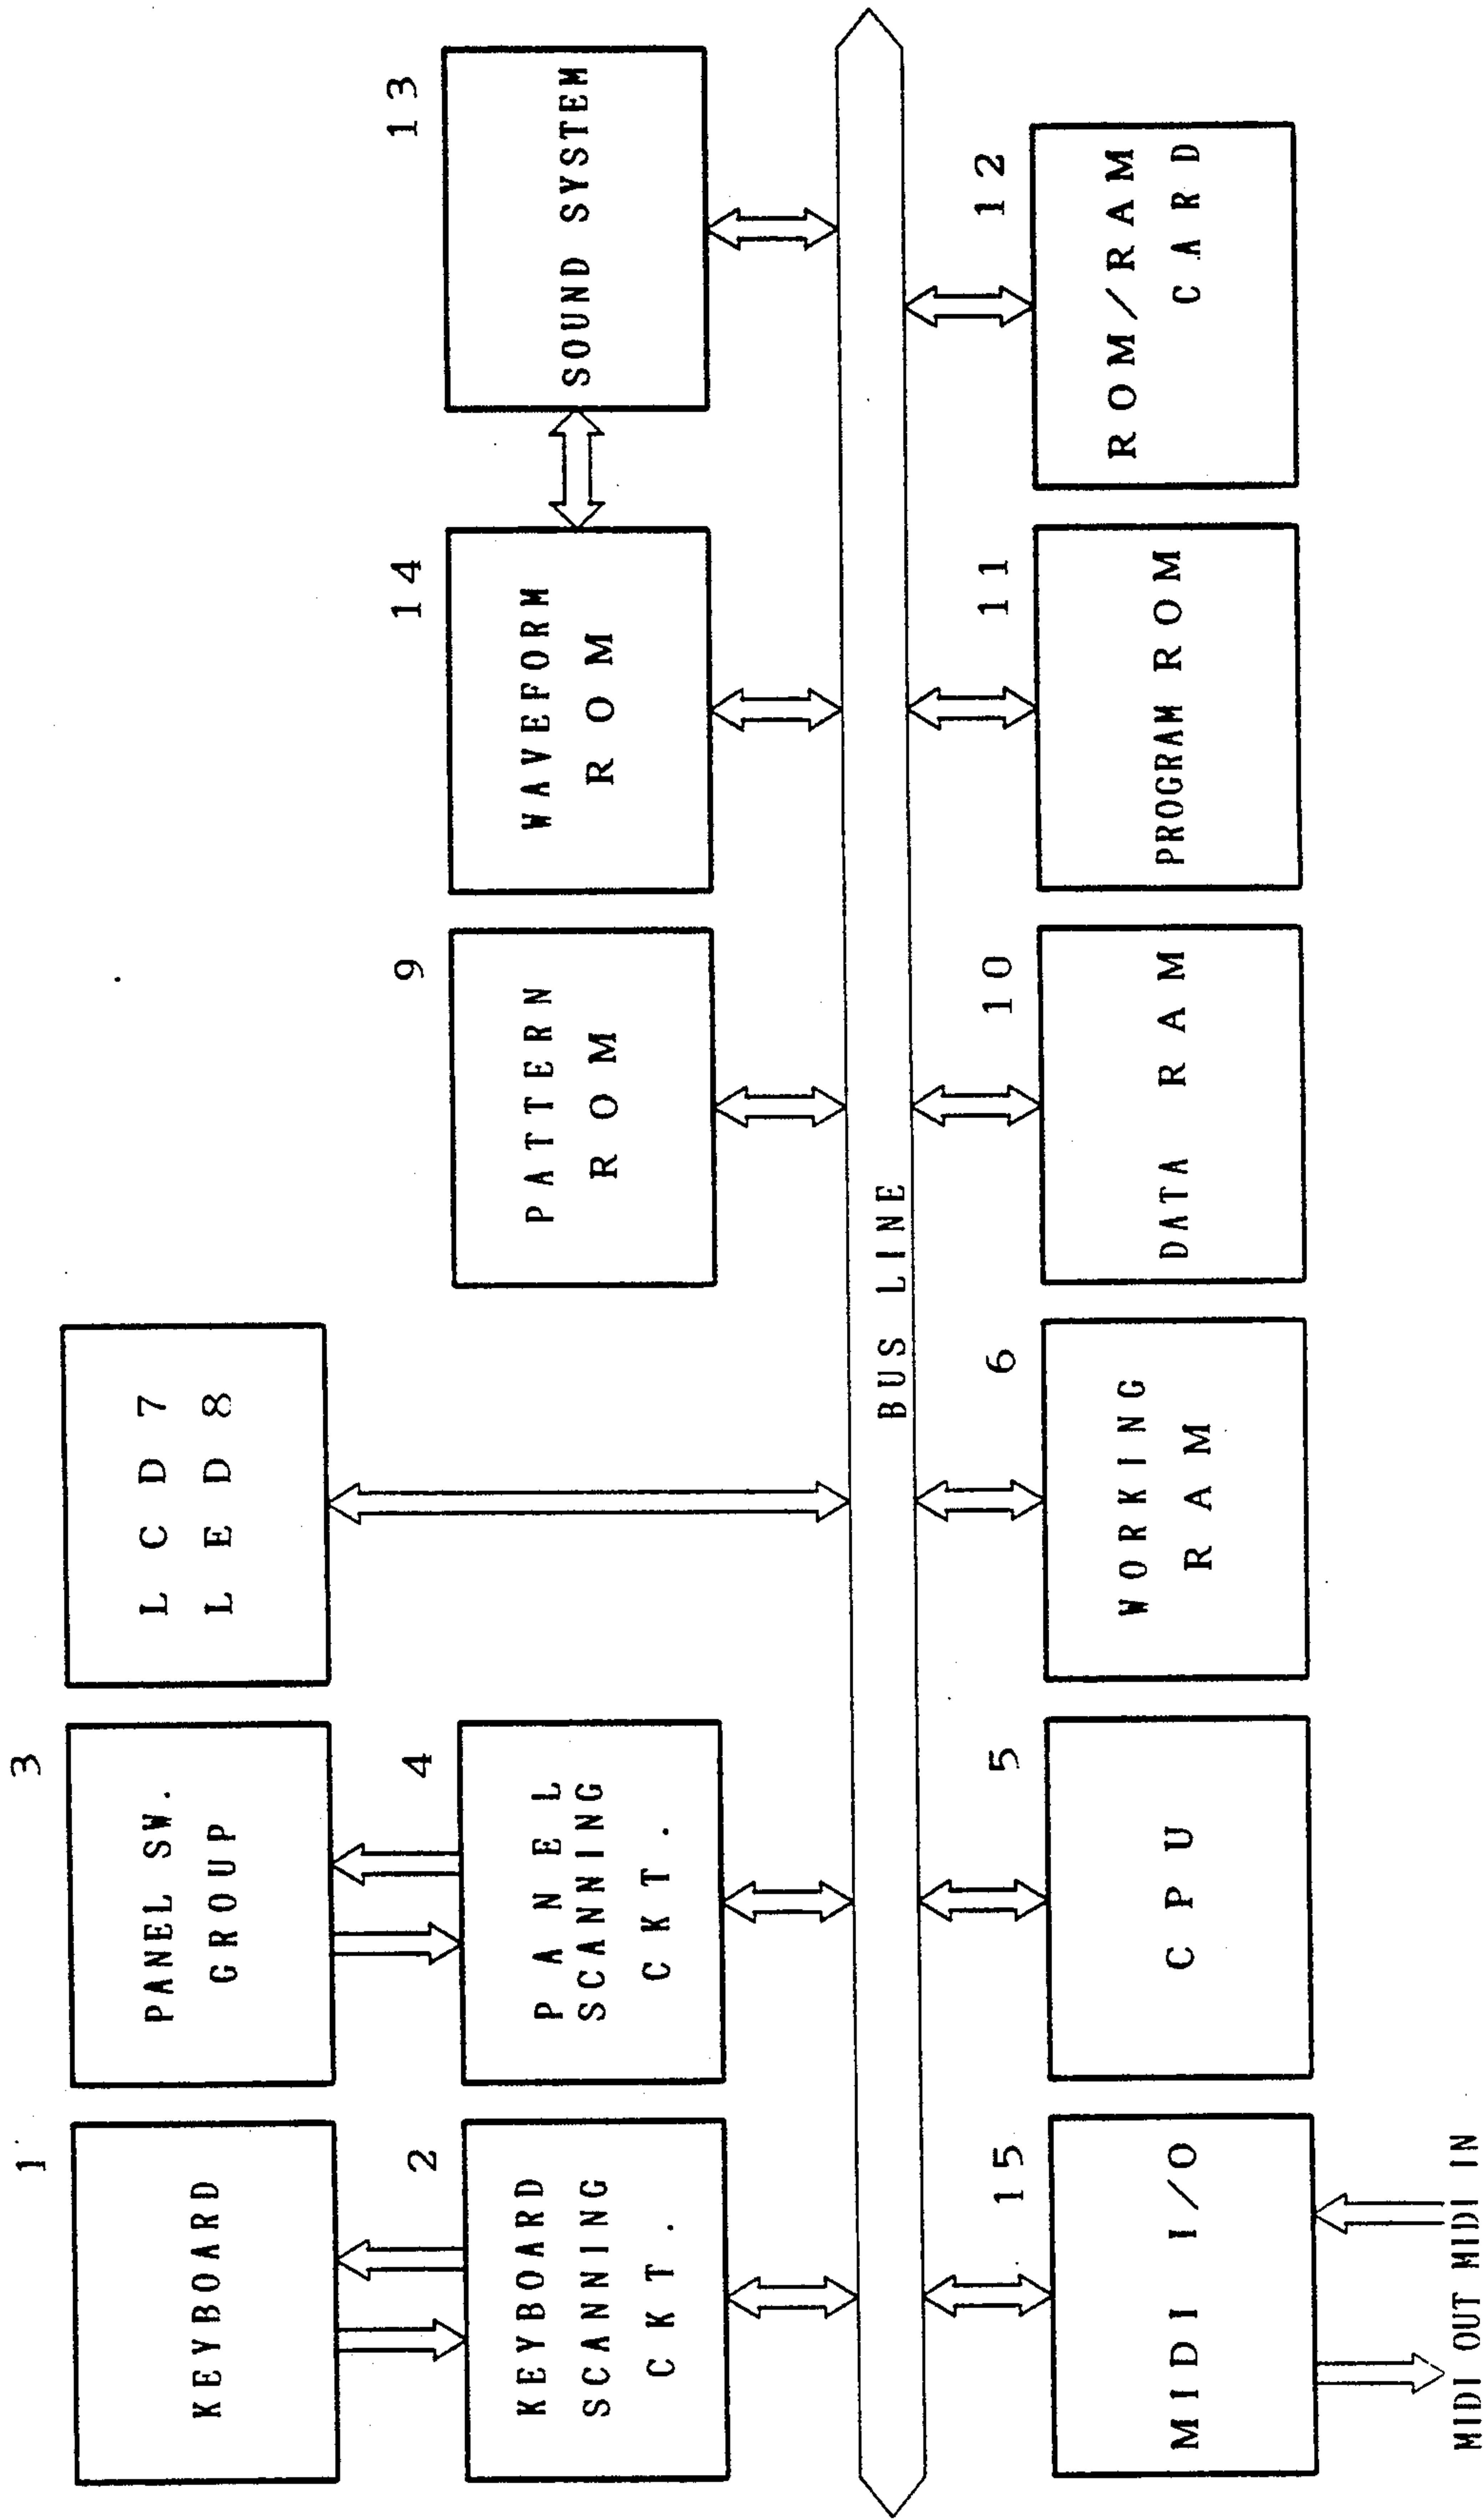 1
KEYBOARD
3
PANEL SW.
GROUP
LCD7
LED8
2
KEYBOARD
SCANNING
CKT.
4
PANEL
SCANNING
CKT.
9
PATTERN
ROM
14
WAVEFORM
ROM
13
SOUND SYSTEM
BUS LINE
15
MIDI I/O
5
CPU
6
WORKING
RAM
10
DATA RAM
11
PROGRAM ROM
12
ROM/RAM
CARD
MIDI OUT MIDI IN